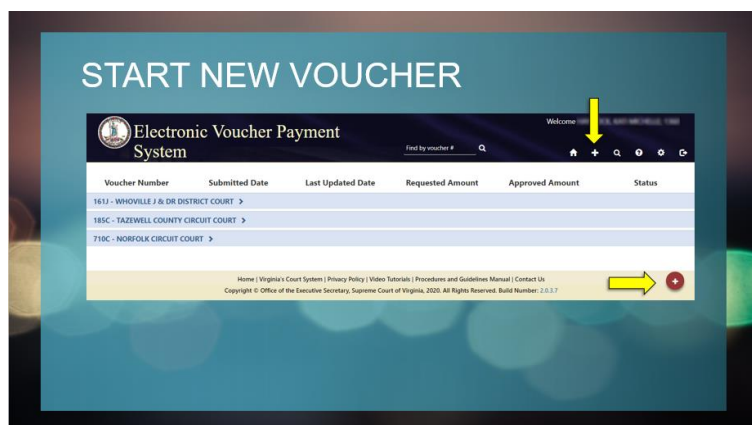 START NEW VOUCHER
Electronic Voucher Payment
System
Welcome
Find by voucher #
Voucher Number Submitted Date Last Updated Date Requested Amount Approved Amount Status
161J - WHOVILLE J & DR DISTRICT COURT >
185C - TAZEWELL COUNTY CIRCUIT COURT >
710C - NORFOLK CIRCUIT COURT >
Home | Virginia's Court System | Privacy Policy | Video Tutorials | Procedures and Guidelines Manual | Contact Us
Copyright © Office of the Executive Secretary, Supreme Court of Virginia, 2020. All Rights Reserved. Build Number: 2.0.3.7